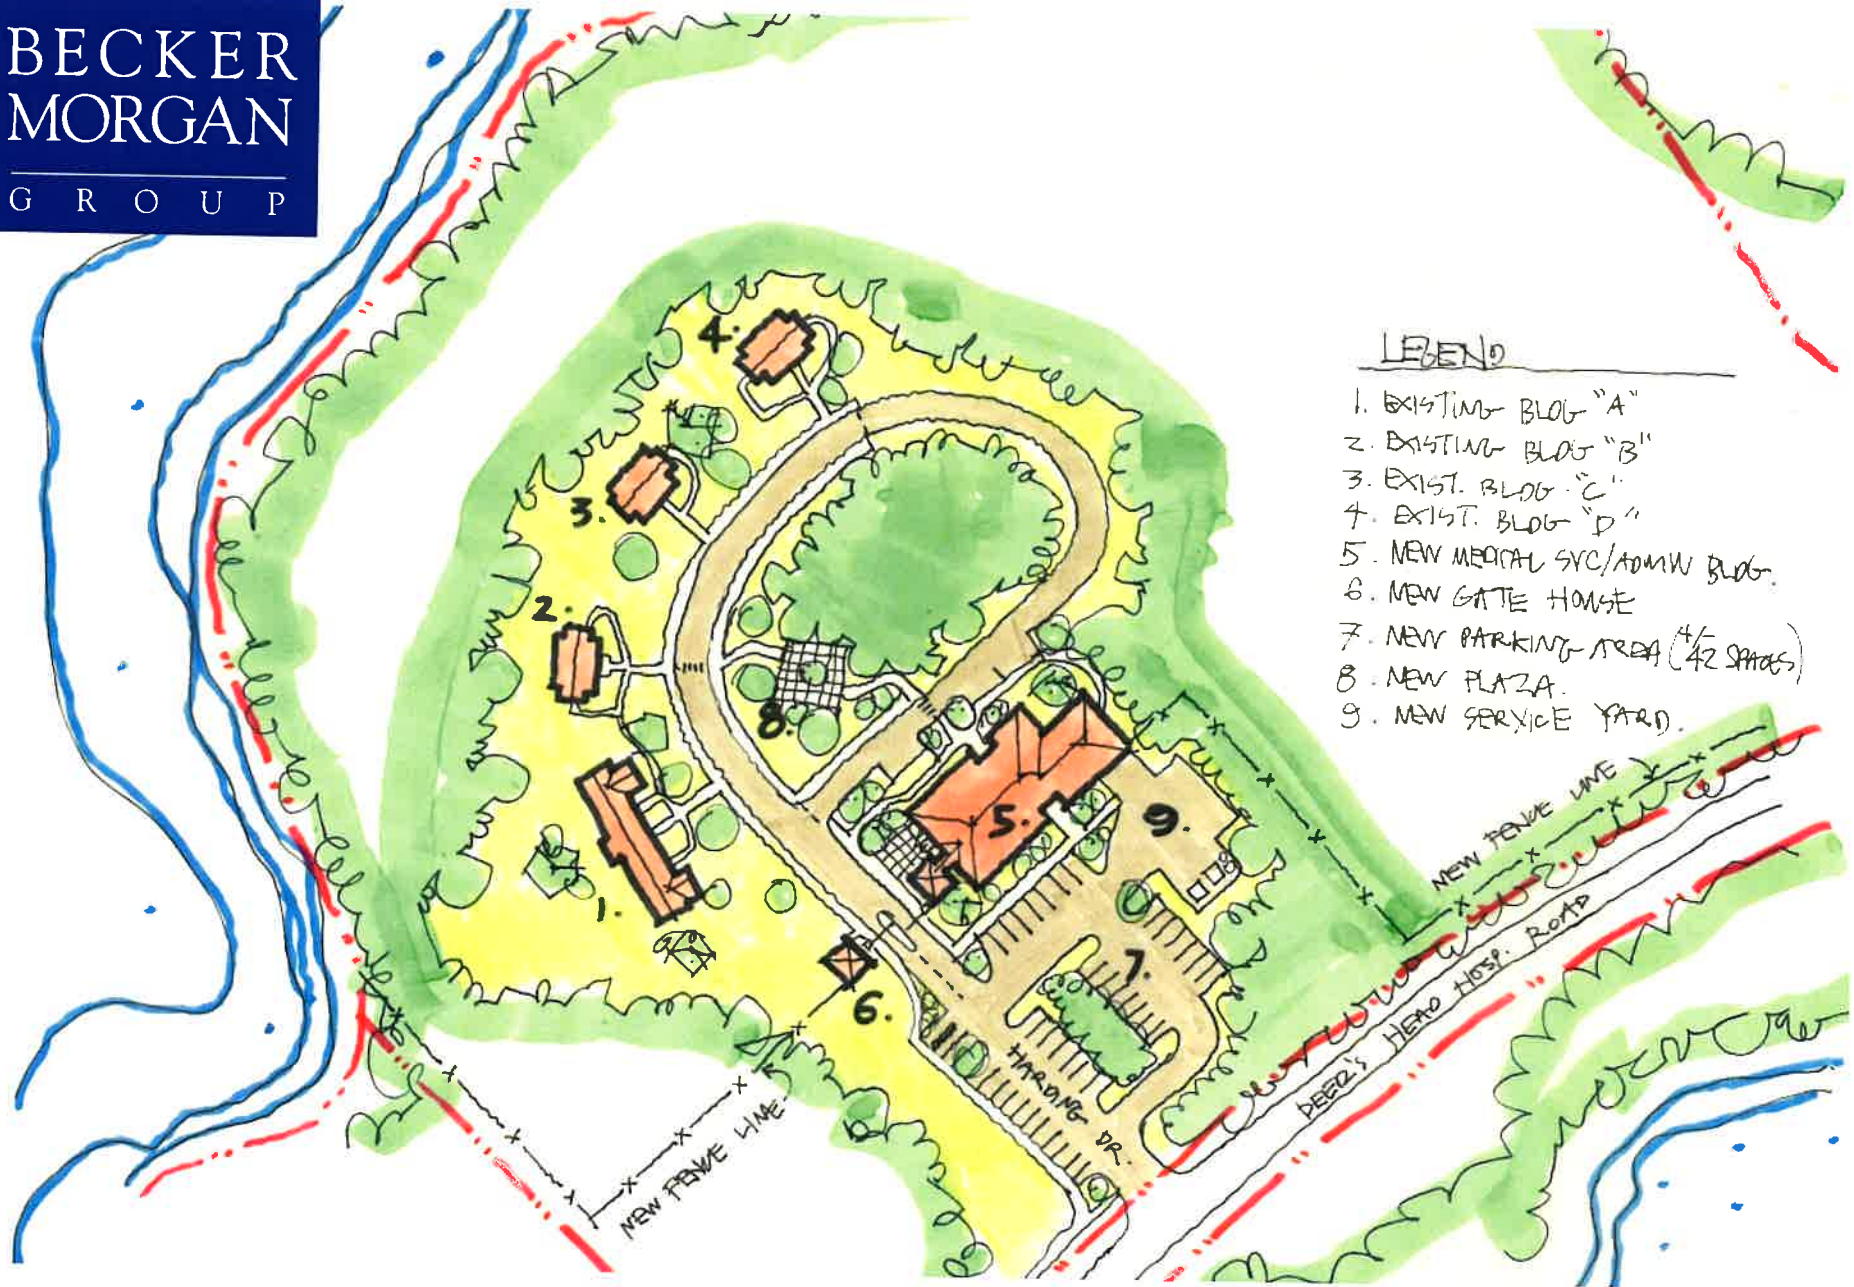 BECKER
MORGAN
GROUP
LEGEND
1. EXISTING BLDG "A"
2. EXISTING BLDG "B"
3. EXIST. BLDG "C"
4. EXIST. BLDG "D"
5. NEW MEDICAL SVC/ADMIN BLDG.
6. NEW GATE HOUSE
7. NEW PARKING AREA (+/- 42 SPACES)
8. NEW PLAZA.
9. NEW SERVICE YARD.
4.
3.
2.
8.
5.
9.
1.
7.
6.
NEW FENCE LINE
DEER'S HEAD HOSP. ROAD
HARDING DR.
NEW FENCE LINE